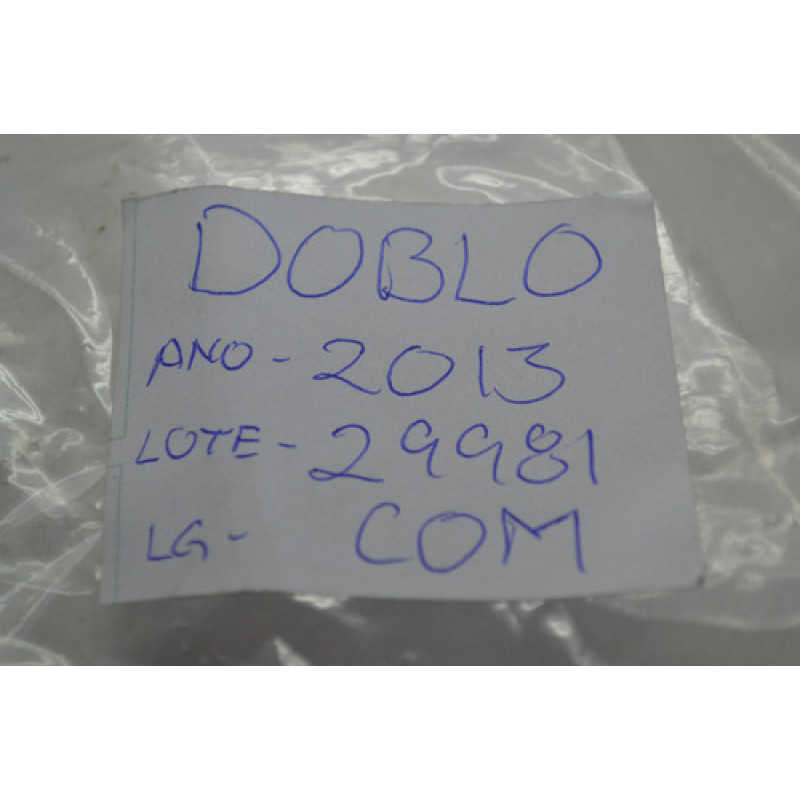 DOBLO
ANO - 2013
LOTE - 29981
LG - COM